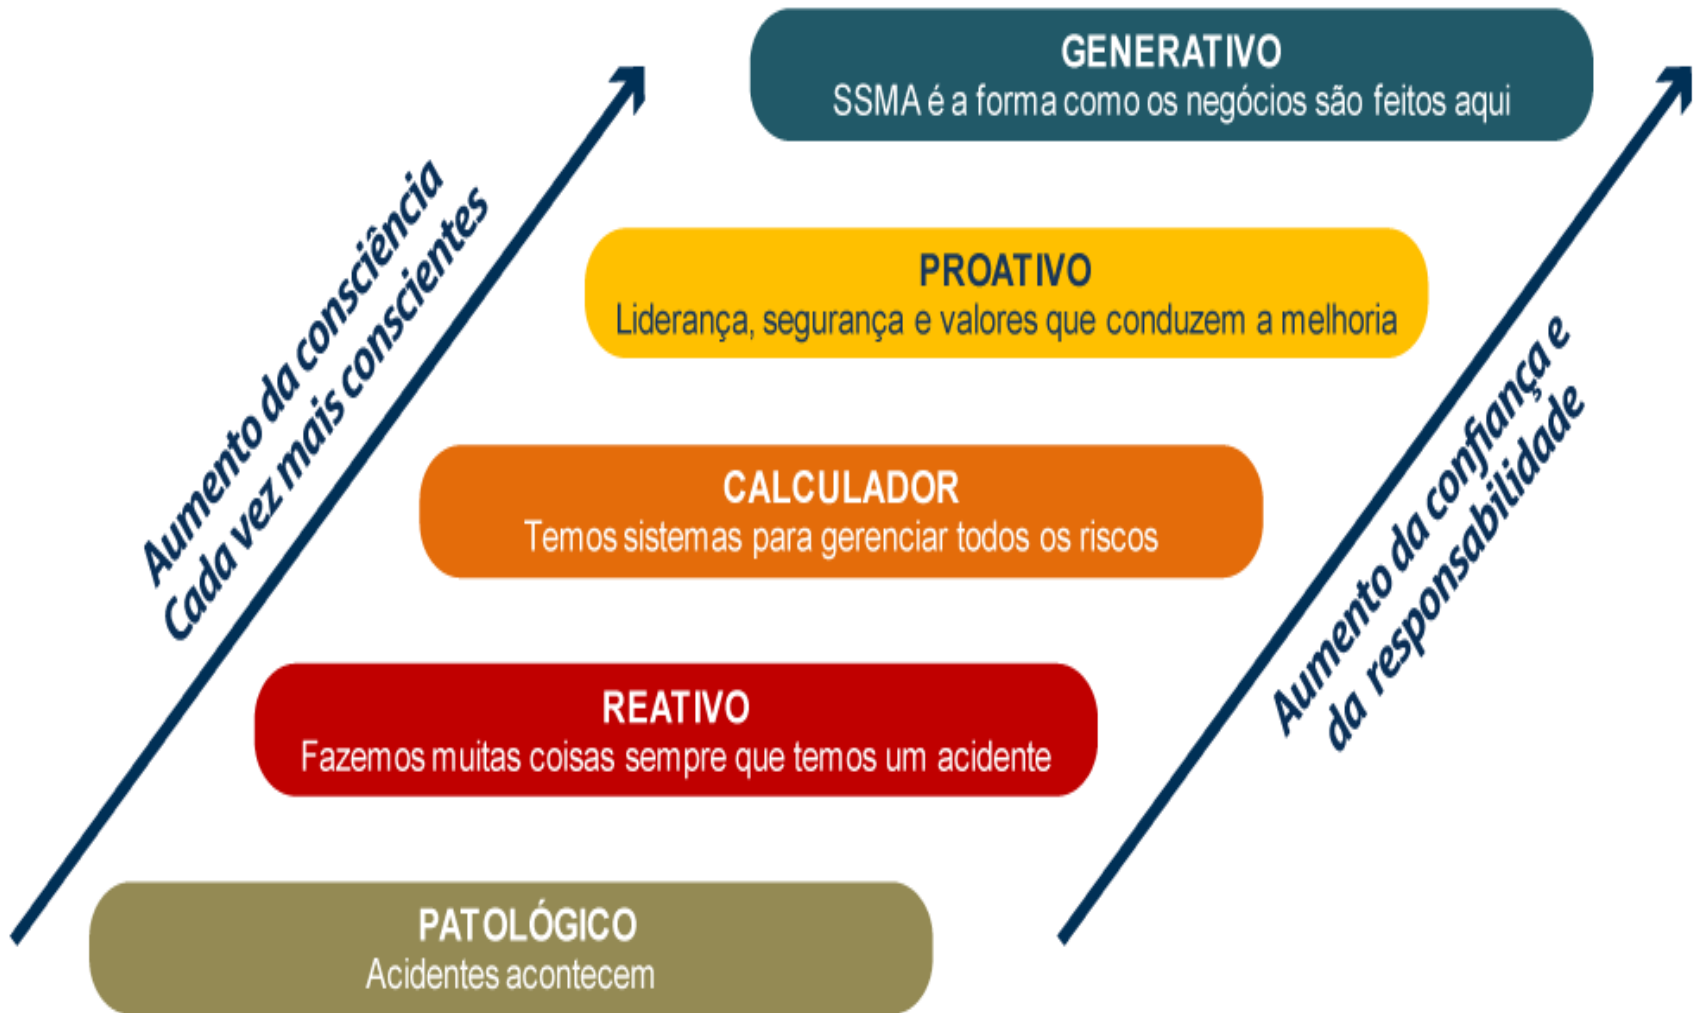 GENERATIVO
SSMA é a forma como os negócios são feitos aqui
Aumento da consciência
Cada vez mais conscientes
PROATIVO
Liderança, segurança e valores que conduzem a melhoria
Aumento da confiança e
da responsabilidade
CALCULADOR
Temos sistemas para gerenciar todos os riscos
REATIVO
Fazemos muitas coisas sempre que temos um acidente
PATOLÓGICO
Acidentes acontecem